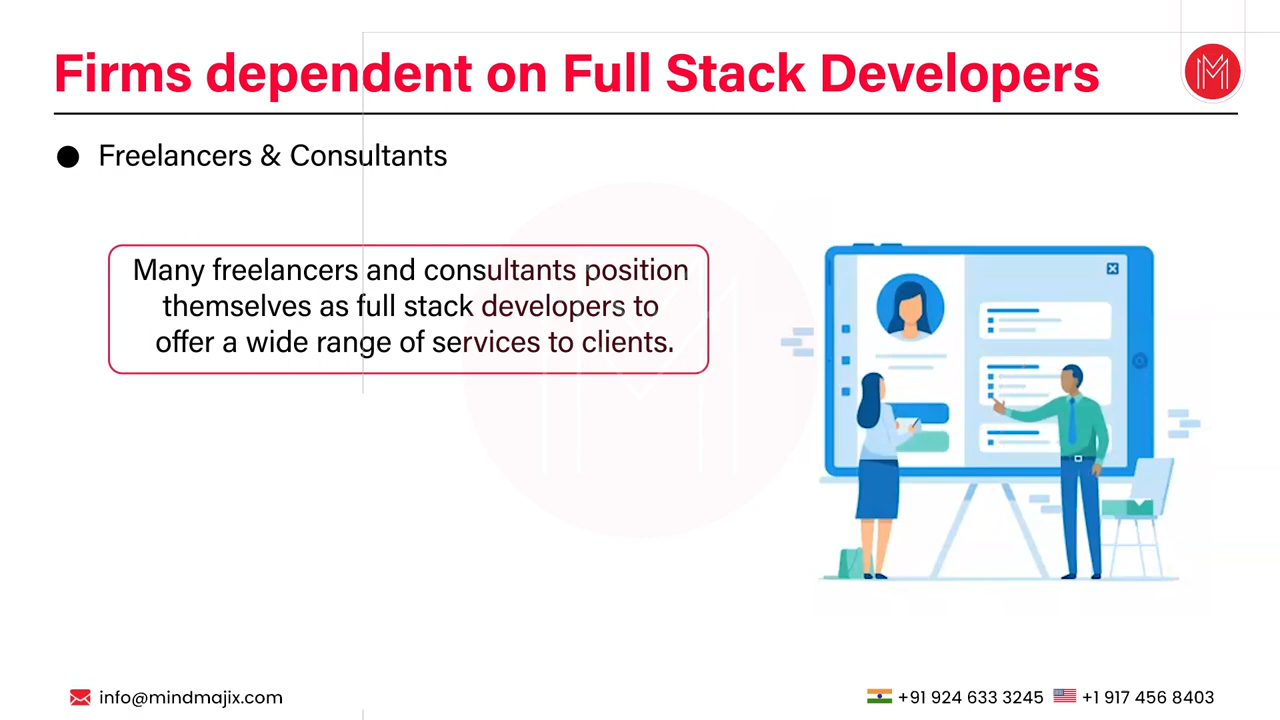 Firms dependent on Full Stack Developers
Freelancers & Consultants
Many freelancers and consultants position
themselves as full stack developers to
offer a wide range of services to clients.
info@mindmajix.com
+91 924 633 3245
+1 917 456 8403